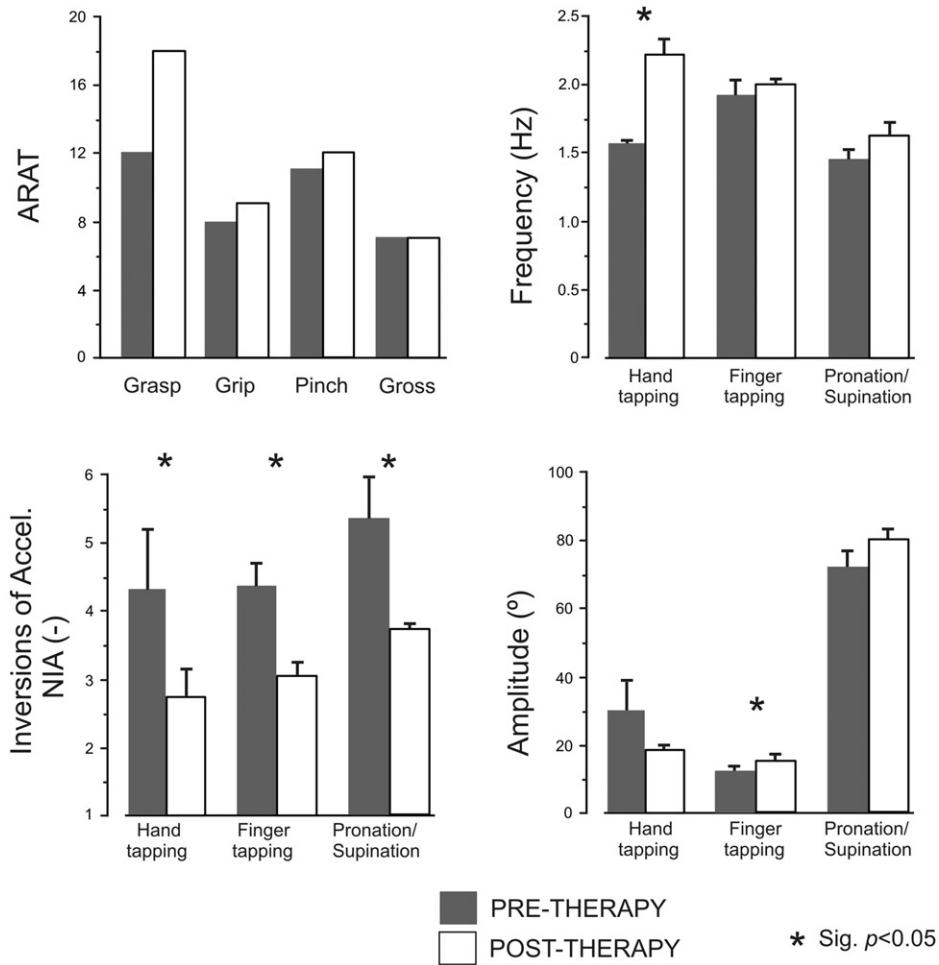 ARAT
20
16
12
8
4
0
Grasp Grip Pinch Gross
Frequency (Hz)
2.5
2.0
1.5
1.0
0.5
0
*
Hand
tapping
Finger
tapping
Pronation/
Supination
Inversions of Accel.
NIA (-)
6
5
4
3
2
1
* * *
Hand
tapping
Finger
tapping
Pronation/
Supination
Amplitude (º)
100
80
60
40
20
0
*
Hand
tapping
Finger
tapping
Pronation/
Supination
PRE-THERAPY
POST-THERAPY
* Sig. p<0.05